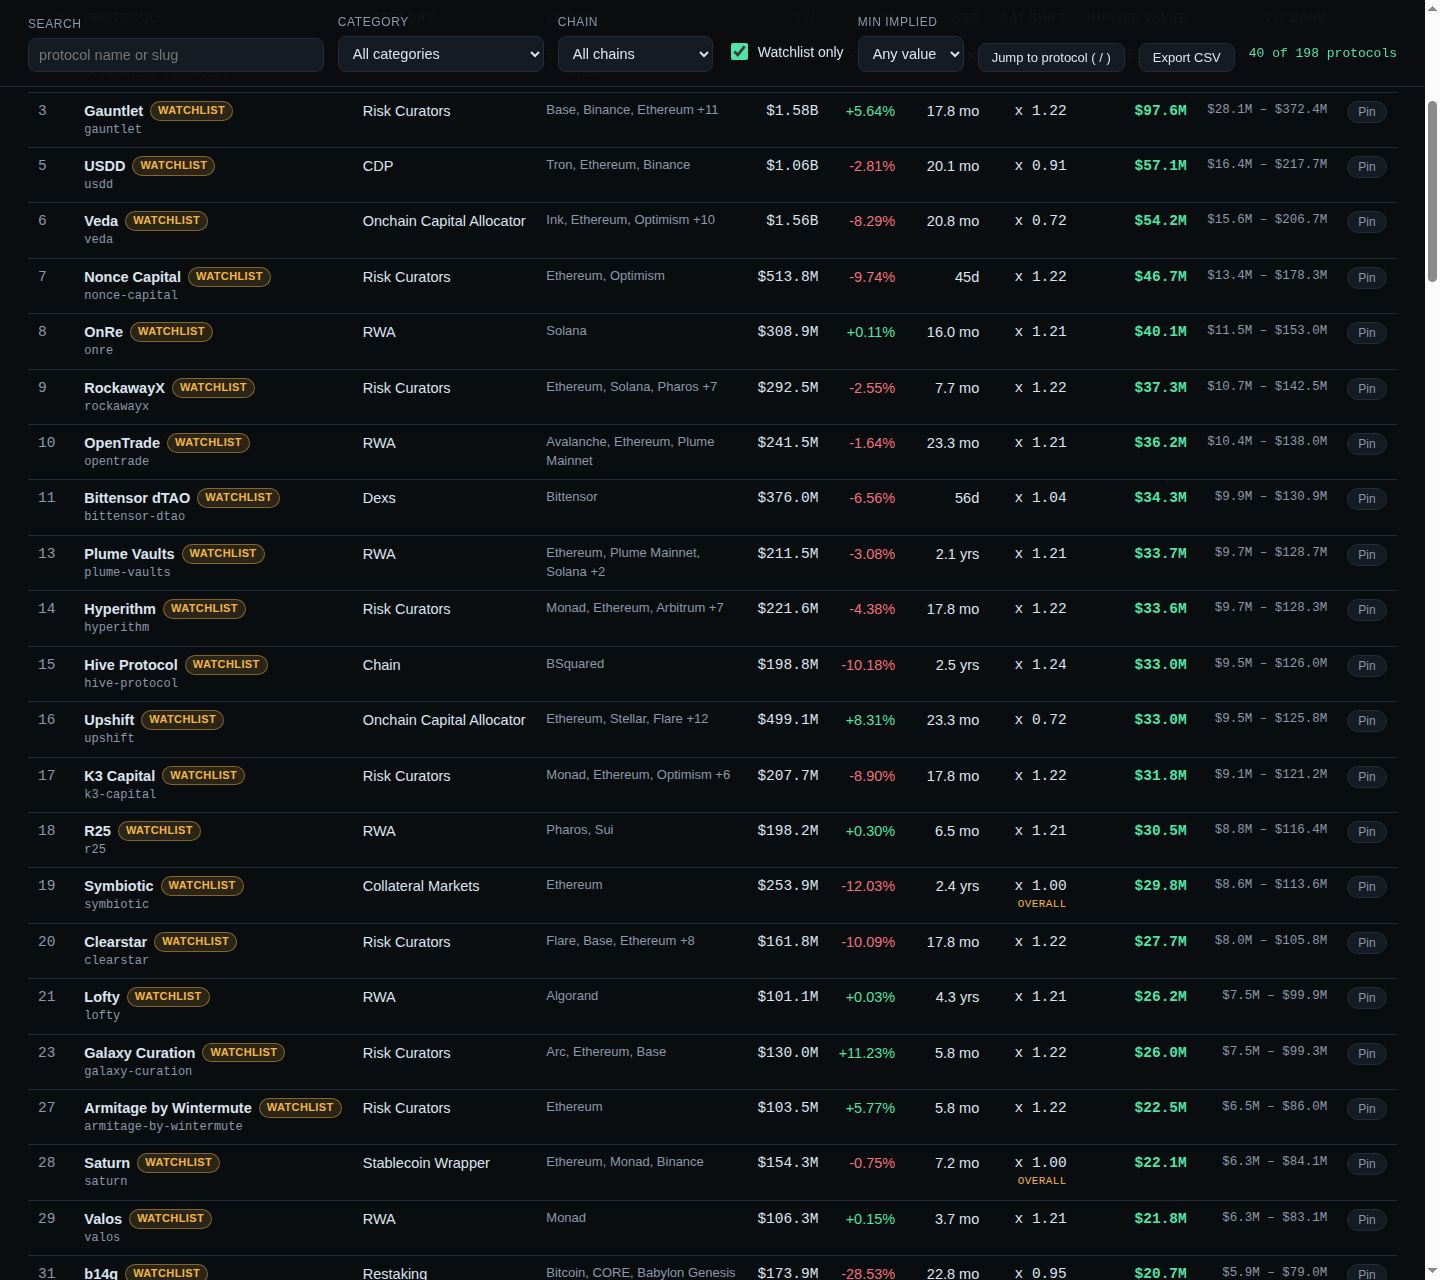 SEARCH CATEGORY CHAIN MIN IMPLIED
protocol name or slug All categories All chains Watchlist only Any value Jump to protocol ( / ) Export CSV 40 of 198 protocols
3 Gauntlet WATCHLIST Risk Curators Base, Binance, Ethereum +11 $1.58B +5.64% 17.8 mo x 1.22 $97.6M $28.1M – $372.4M Pin
gauntlet
5 USDD WATCHLIST CDP Tron, Ethereum, Binance $1.06B -2.81% 20.1 mo x 0.91 $57.1M $16.4M – $217.7M Pin
usdd
6 Veda WATCHLIST Onchain Capital Allocator Ink, Ethereum, Optimism +10 $1.56B -8.29% 20.8 mo x 0.72 $54.2M $15.6M – $206.7M Pin
veda
7 Nonce Capital WATCHLIST Risk Curators Ethereum, Optimism $513.8M -9.74% 45d x 1.22 $46.7M $13.4M – $178.3M Pin
nonce-capital
8 OnRe WATCHLIST RWA Solana $308.9M +0.11% 16.0 mo x 1.21 $40.1M $11.5M – $153.0M Pin
onre
9 RockawayX WATCHLIST Risk Curators Ethereum, Solana, Pharos +7 $292.5M -2.55% 7.7 mo x 1.22 $37.3M $10.7M – $142.5M Pin
rockawayx
10 OpenTrade WATCHLIST RWA Avalanche, Ethereum, Plume $241.5M -1.64% 23.3 mo x 1.21 $36.2M $10.4M – $138.0M Pin
opentrade Mainnet
11 Bittensor dTAO WATCHLIST Dexs Bittensor $376.0M -6.56% 56d x 1.04 $34.3M $9.9M – $130.9M Pin
bittensor-dtao
13 Plume Vaults WATCHLIST RWA Ethereum, Plume Mainnet, $211.5M -3.08% 2.1 yrs x 1.21 $33.7M $9.7M – $128.7M Pin
plume-vaults Solana +2
14 Hyperithm WATCHLIST Risk Curators Monad, Ethereum, Arbitrum +7 $221.6M -4.38% 17.8 mo x 1.22 $33.6M $9.7M – $128.3M Pin
hyperithm
15 Hive Protocol WATCHLIST Chain BSquared $198.8M -10.18% 2.5 yrs x 1.24 $33.0M $9.5M – $126.0M Pin
hive-protocol
16 Upshift WATCHLIST Onchain Capital Allocator Ethereum, Stellar, Flare +12 $499.1M +8.31% 23.3 mo x 0.72 $33.0M $9.5M – $125.8M Pin
upshift
17 K3 Capital WATCHLIST Risk Curators Monad, Ethereum, Optimism +6 $207.7M -8.90% 17.8 mo x 1.22 $31.8M $9.1M – $121.2M Pin
k3-capital
18 R25 WATCHLIST RWA Pharos, Sui $198.2M +0.30% 6.5 mo x 1.21 $30.5M $8.8M – $116.4M Pin
r25
19 Symbiotic WATCHLIST Collateral Markets Ethereum $253.9M -12.03% 2.4 yrs x 1.00 $29.8M $8.6M – $113.6M Pin
symbiotic OVERALL
20 Clearstar WATCHLIST Risk Curators Flare, Base, Ethereum +8 $161.8M -10.09% 17.8 mo x 1.22 $27.7M $8.0M – $105.8M Pin
clearstar
21 Lofty WATCHLIST RWA Algorand $101.1M +0.03% 4.3 yrs x 1.21 $26.2M $7.5M – $99.9M Pin
lofty
23 Galaxy Curation WATCHLIST Risk Curators Arc, Ethereum, Base $130.0M +11.23% 5.8 mo x 1.22 $26.0M $7.5M – $99.3M Pin
galaxy-curation
27 Armitage by Wintermute WATCHLIST Risk Curators Ethereum $103.5M +5.77% 5.8 mo x 1.22 $22.5M $6.5M – $86.0M Pin
armitage-by-wintermute
28 Saturn WATCHLIST Stablecoin Wrapper Ethereum, Monad, Binance $154.3M -0.75% 7.2 mo x 1.00 $22.1M $6.3M – $84.1M Pin
saturn OVERALL
29 Valos WATCHLIST RWA Monad $106.3M +0.15% 3.7 mo x 1.21 $21.8M $6.3M – $83.1M Pin
valos
31 b14g WATCHLIST Restaking Bitcoin, CORE, Babylon Genesis $173.9M -28.53% 22.8 mo x 0.95 $20.7M $5.9M – $79.0M Pin